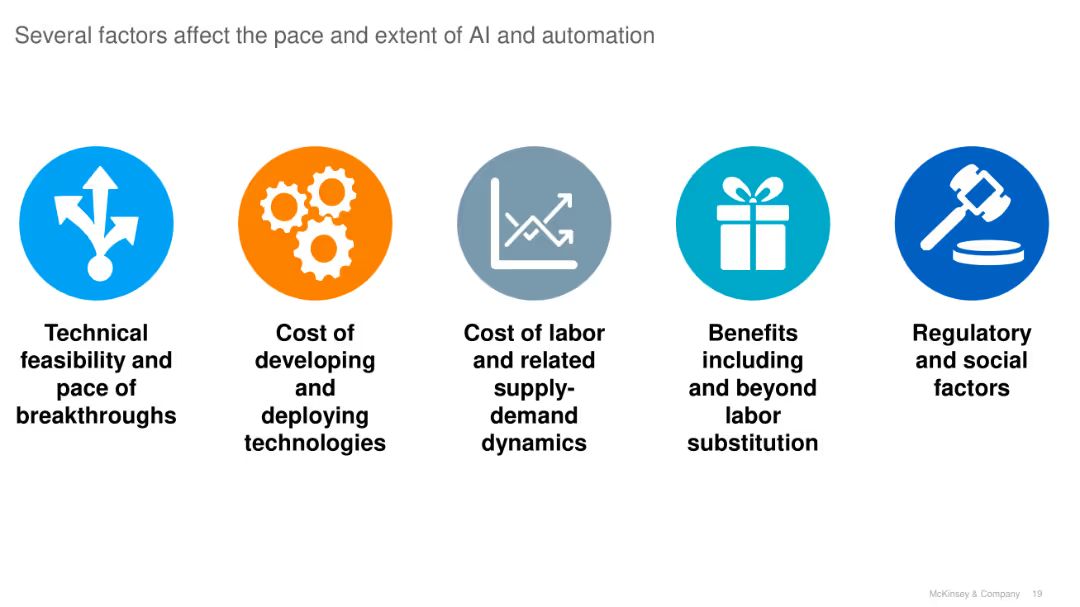 Several factors affect the pace and extent of AI and automation
Technical
feasibility and
pace of
breakthroughs
Cost of
developing
and
deploying
technologies
Cost of labor
and related
supply-
demand
dynamics
Benefits
including
and beyond
labor
substitution
Regulatory
and social
factors
McKinsey & Company 19